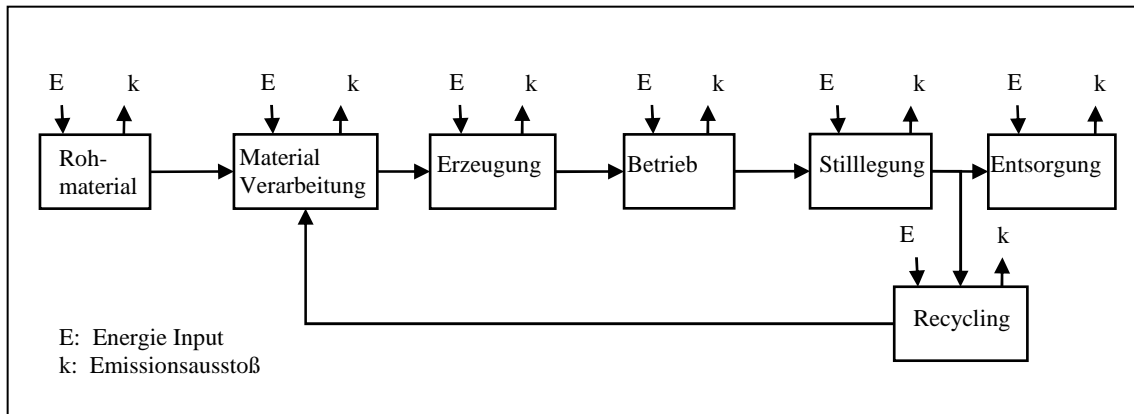 E k
E k
E k
E k
E k
E k
Roh-
material
Material
Verarbeitung
Erzeugung
Betrieb
Stilllegung
Entsorgung
E k
Recycling
E: Energie Input
k: Emissionsausstoß